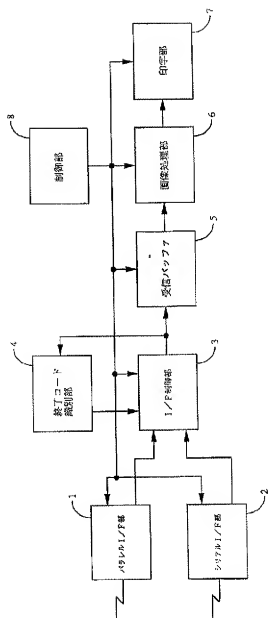 1
パラレルI/F部
2
シリアルI/F部
3
I/F制御部
4
終了コード
識別部
5
受信バッファ
6
画像処理部
7
印字部
8
制御部